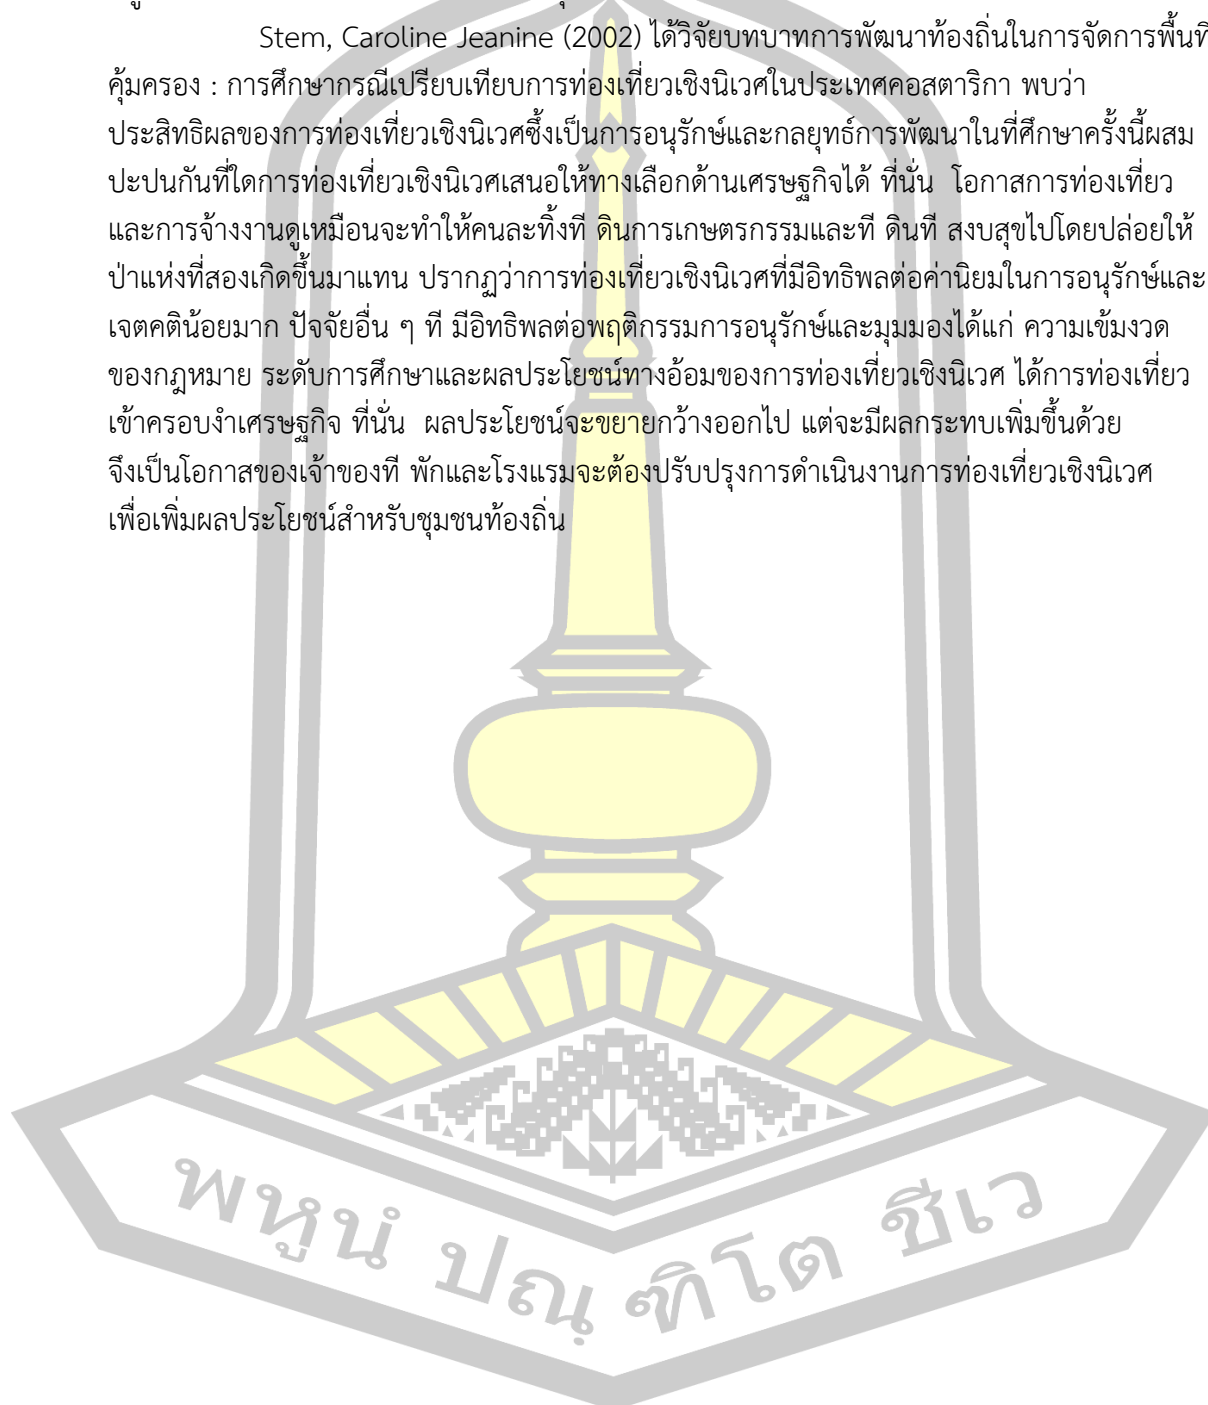 Stem, Caroline Jeanine (2002) ได้วิจัยบทบาทการพัฒนาท้องถิ่นในการจัดการพื้นที่
คุ้มครอง : การศึกษากรณีเปรียบเทียบการท่องเที่ยวเชิงนิเวศในประเทศคอสตาริกา พบว่า
ประสิทธิผลของการท่องเที่ยวเชิงนิเวศซึ้งเป็นการอนุรักษ์และกลยุทธ์การพัฒนาในที่ศึกษาครั้งนี้ผสม
ปะปนกันที่ใดการท่องเที่ยวเชิงนิเวศเสนอให้ทางเลือกด้านเศรษฐกิจได้ ที่นั่น โอกาสการท่องเที่ยว
และการจ้างงานดูเหมือนจะทำให้คนละทิ้งที ดินการเกษตรกรรมและที ดินที สงบสุขไปโดยปล่อยให้
ป่าแห่งที่สองเกิดขึ้นมาแทน ปรากฏว่าการท่องเที่ยวเชิงนิเวศที่มีอิทธิพลต่อค่านิยมในการอนุรักษ์และ
เจตคติน้อยมาก ปัจจัยอื่น ๆ ที มีอิทธิพลต่อพฤติกรรมการอนุรักษ์และมุมมองได้แก่ ความเข้มงวด
ของกฎหมาย ระดับการศึกษาและผลประโยชน์ทางอ้อมของการท่องเที่ยวเชิงนิเวศ ได้การท่องเที่ยว
เข้าครอบงำเศรษฐกิจ ที่นั่น ผลประโยชน์จะขยายกว้างออกไป แต่จะมีผลกระทบเพิ่มขึ้นด้วย
จึงเป็นโอกาสของเจ้าของที พักและโรงแรมจะต้องปรับปรุงการดำเนินงานการท่องเที่ยวเชิงนิเวศ
เพื่อเพิ่มผลประโยชน์สำหรับชุมชนท้องถิ่น
พหูนํ ปณฺฑิโต ชีเว